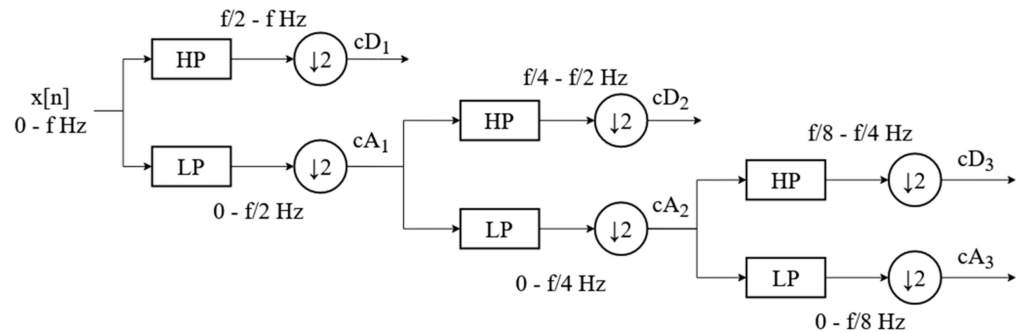 f/2 - f Hz
HP
↓2
cD1
x[n]
0 - f Hz
LP
↓2
cA1
0 - f/2 Hz
f/4 - f/2 Hz
HP
↓2
cD2
LP
↓2
cA2
0 - f/4 Hz
f/8 - f/4 Hz
HP
↓2
cD3
LP
↓2
cA3
0 - f/8 Hz